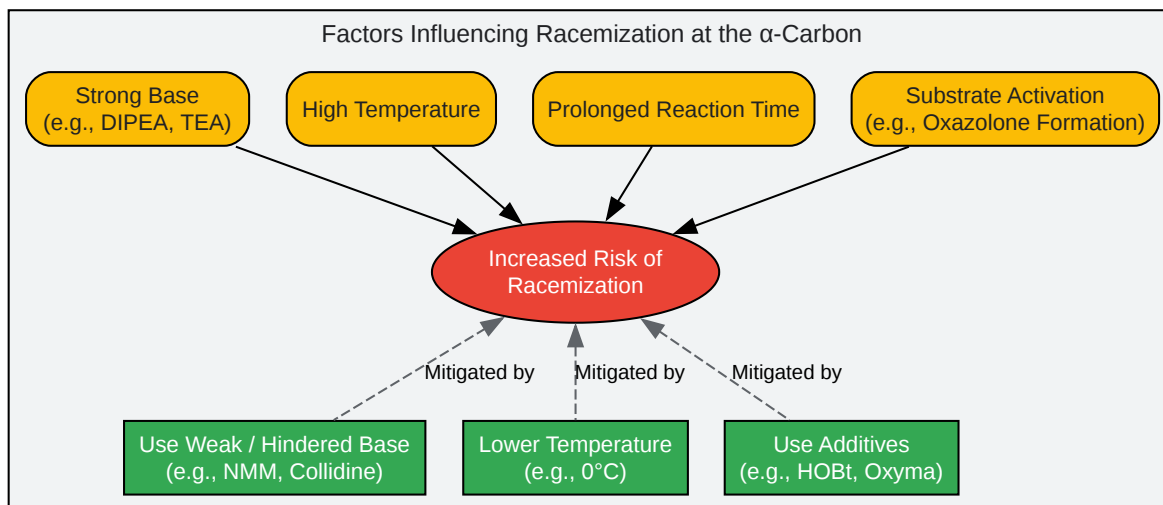 Factors Influencing Racemization at the α-Carbon
Strong Base
(e.g., DIPEA, TEA)
High Temperature
Prolonged Reaction Time
Substrate Activation
(e.g., Oxazolone Formation)
Increased Risk of
Racemization
Mitigated by
Mitigated by
Mitigated by
Use Weak / Hindered Base
(e.g., NMM, Collidine)
Lower Temperature
(e.g., 0°C)
Use Additives
(e.g., HOBt, Oxyma)